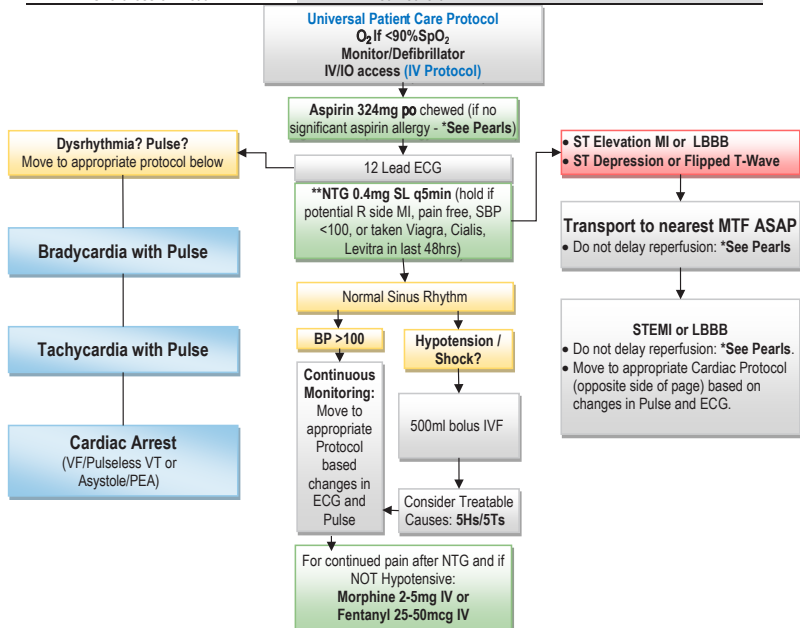 Universal Patient Care Protocol
O₂ If <90%SpO₂
Monitor/Defibrillator
IV/IO access (IV Protocol)
Aspirin 324mg po chewed (if no
significant aspirin allergy - *See Pearls)
Dysrhythmia? Pulse?
Move to appropriate protocol below
12 Lead ECG
• ST Elevation MI or LBBB
• ST Depression or Flipped T-Wave
**NTG 0.4mg SL q5min (hold if
potential R side MI, pain free, SBP
<100, or taken Viagra, Cialis,
Levitra in last 48hrs)
Transport to nearest MTF ASAP
• Do not delay reperfusion: *See Pearls
Bradycardia with Pulse
Normal Sinus Rhythm
BP >100
Hypotension /
Shock?
STEMI or LBBB
• Do not delay reperfusion: *See Pearls.
• Move to appropriate Cardiac Protocol
(opposite side of page) based on
changes in Pulse and ECG.
Tachycardia with Pulse
Continuous
Monitoring:
Move to
appropriate
Protocol
based
changes in
ECG and
Pulse
500ml bolus IVF
Cardiac Arrest
(VF/Pulseless VT or
Asystole/PEA)
Consider Treatable
Causes: 5Hs/5Ts
For continued pain after NTG and if
NOT Hypotensive:
Morphine 2-5mg IV or
Fentanyl 25-50mcg IV